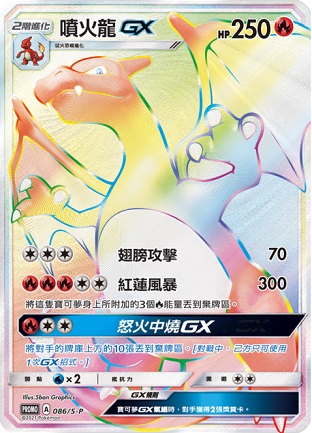 2階進化
噴火龍GX
HP250
從火恐龍進化
翅膀攻擊 70
紅蓮風暴 300
將這隻寶可夢身上所附加的3個能量丟到棄牌區。
怒火中燒GX
將對手的牌庫上方的10張丟到棄牌區。[對戰中,己方只可使用1次GX招式。]
弱點 ×2 抵抗力 撤退
Illus.5ban Graphics
GX規則
寶可夢GX氣絕時,對手獲得2張獎賞卡。
PROMO A 086/S-P
©2021 Pokémon